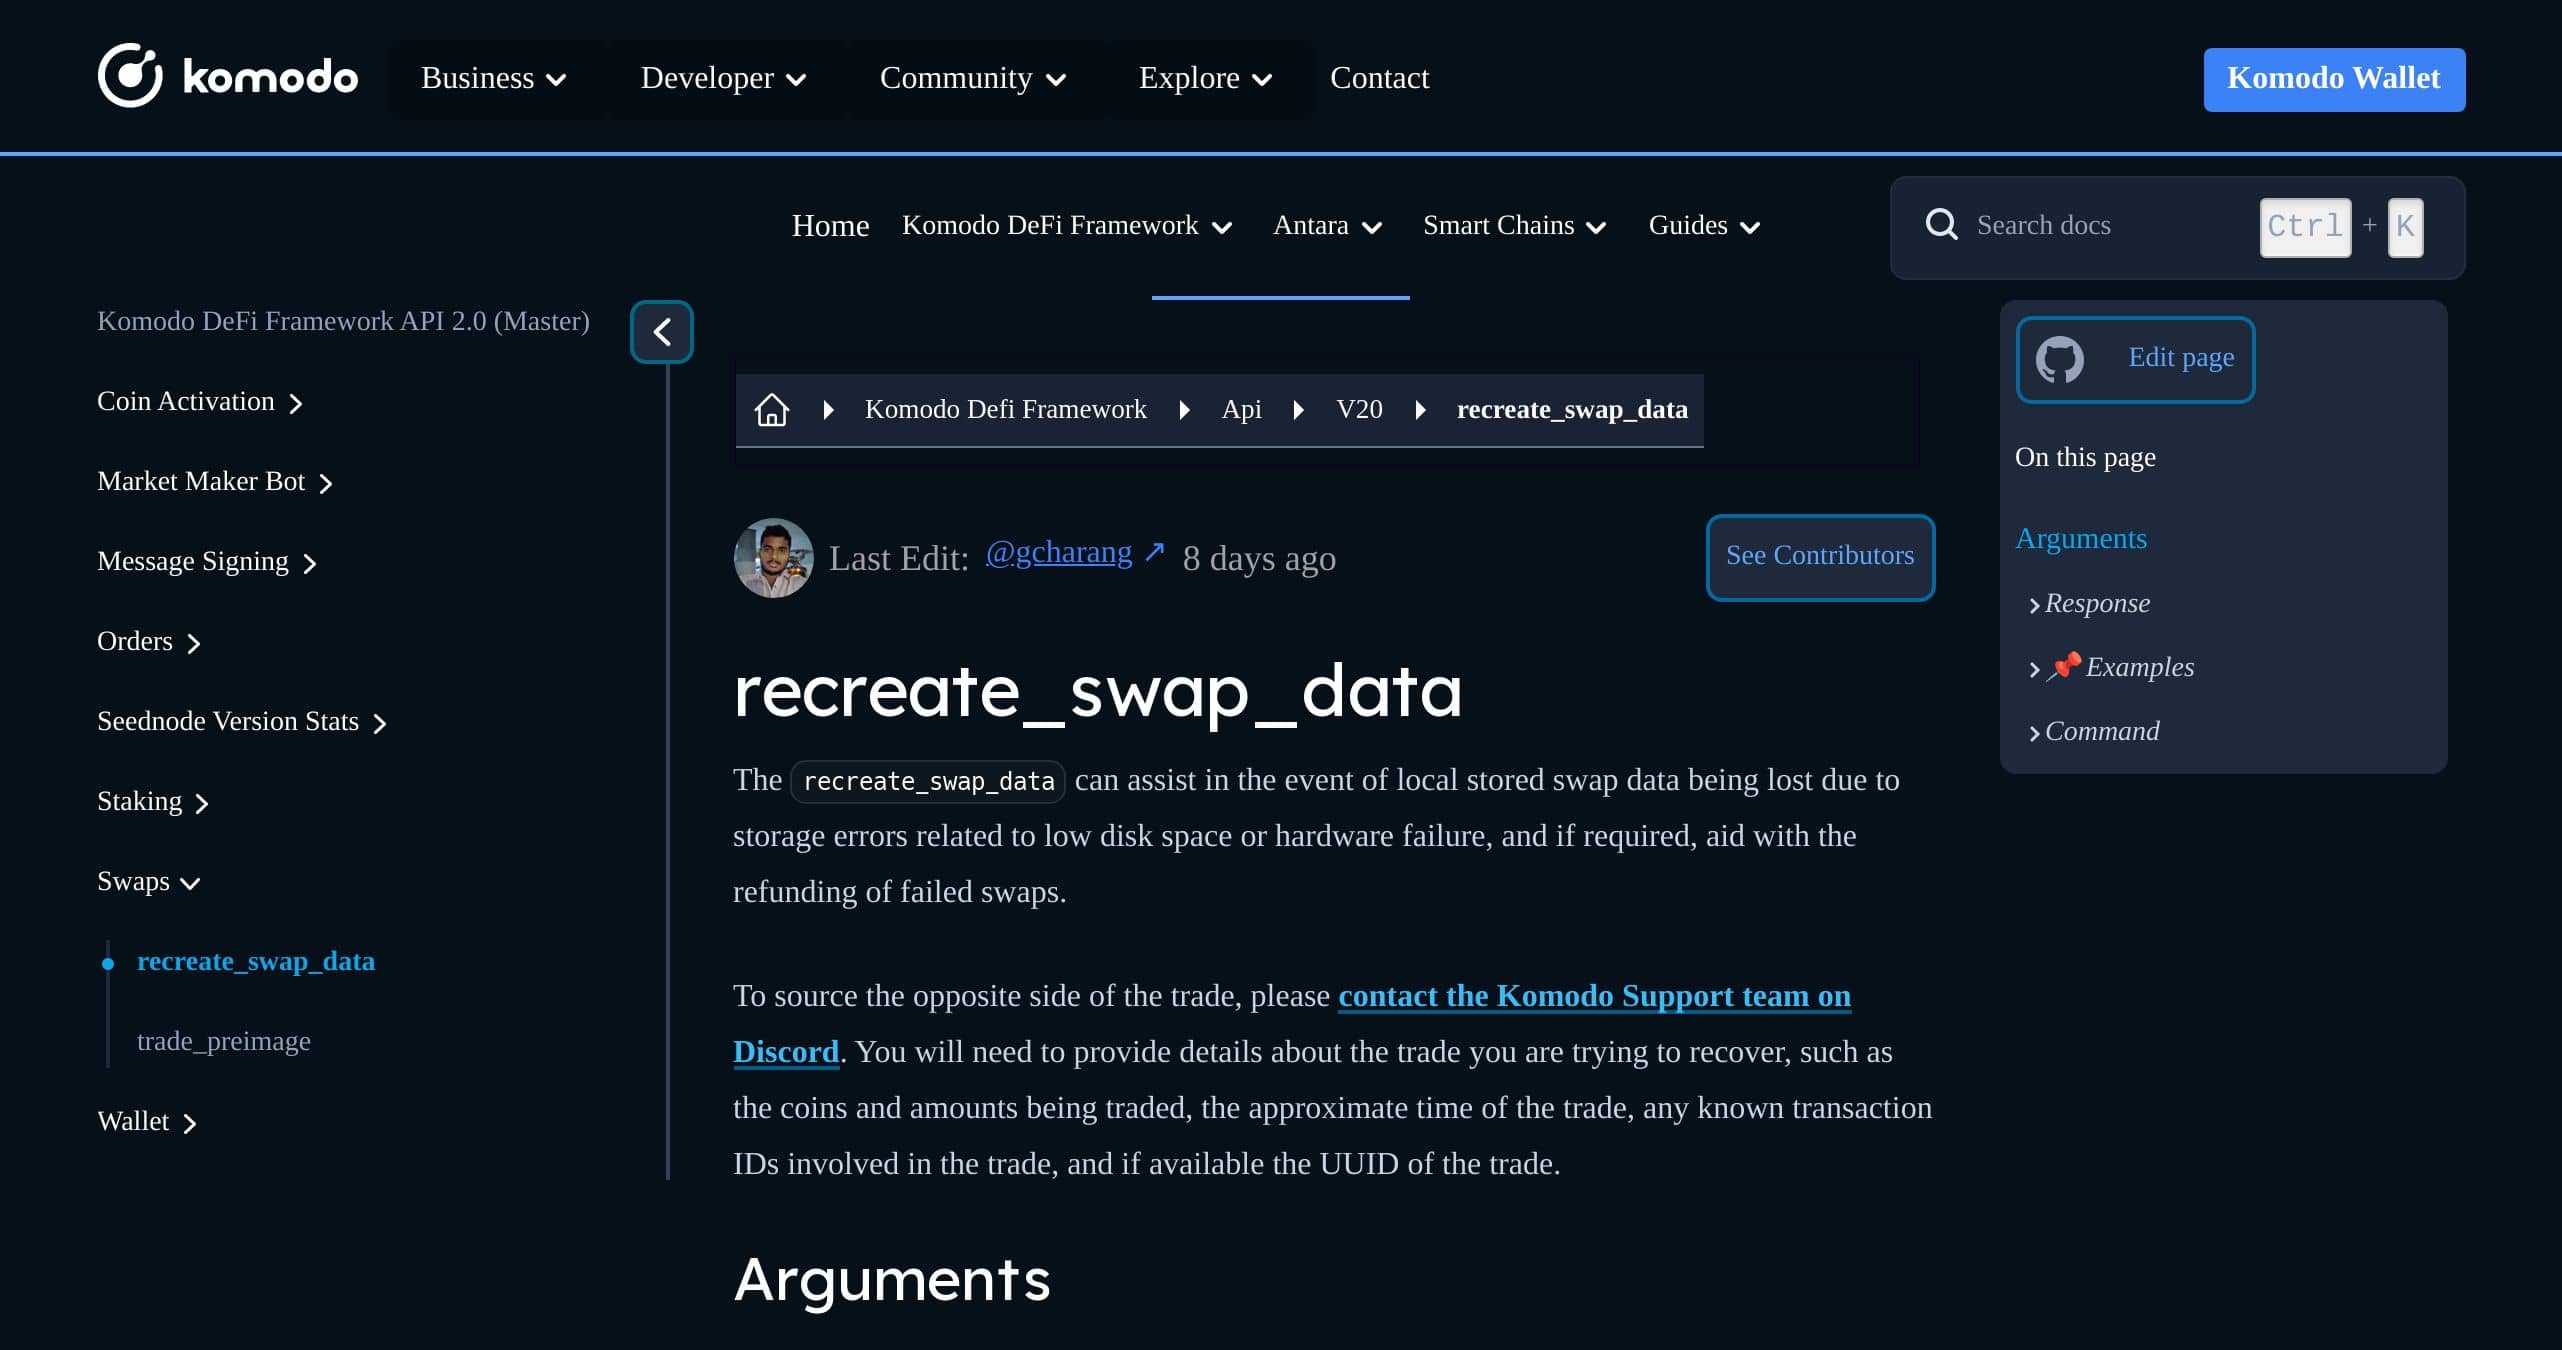 komodo
Business
Developer
Community
Explore
Contact
Komodo Wallet
Home
Komodo DeFi Framework
Antara
Smart Chains
Guides
Search docs
Ctrl + K
Komodo DeFi Framework API 2.0 (Master)
Coin Activation
Market Maker Bot
Message Signing
Orders
Seednode Version Stats
Staking
Swaps
recreate_swap_data
trade_preimage
Wallet
Komodo Defi Framework
Api
V20
recreate_swap_data
Last Edit: @gcharang ↗ 8 days ago
See Contributors
recreate_swap_data
The recreate_swap_data can assist in the event of local stored swap data being lost due to
storage errors related to low disk space or hardware failure, and if required, aid with the
refunding of failed swaps.
To source the opposite side of the trade, please contact the Komodo Support team on
Discord. You will need to provide details about the trade you are trying to recover, such as
the coins and amounts being traded, the approximate time of the trade, any known transaction
IDs involved in the trade, and if available the UUID of the trade.
Arguments
Edit page
On this page
Arguments
Response
📌 Examples
Command